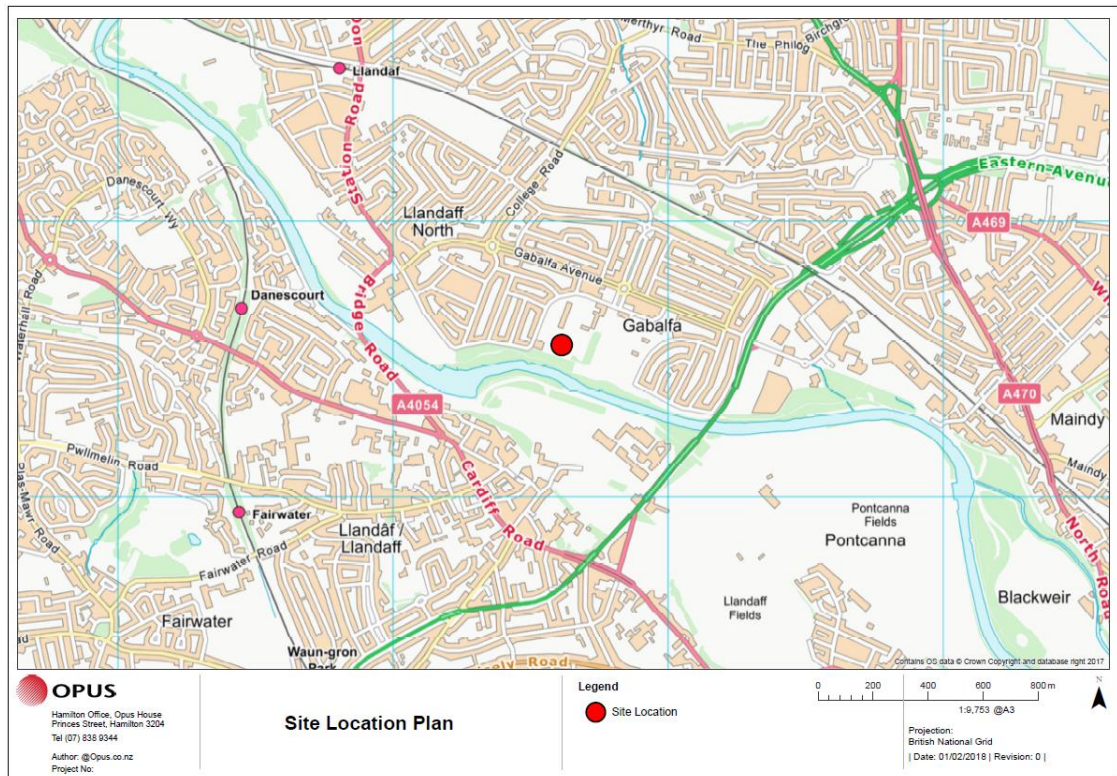 Merthyr Road
The Philog
Birchgro
Llandaf
Station Road
Eastern Avenue
Danescourt Wy
College Road
Llandaff
North
A469
Gabalfa Avenue
Bridge Road
Danescourt
Gabalfa
A4054
A470
Maindy
Maindy
Pwllmelin Road
Plas-Mawr Road
Cardiff Road
Pontcanna
Fields
Pontcanna
Fairwater
Llandâf /
Llandaff
North Road
Fairwater Road
Blackweir
Llandaff
Fields
Fairwater
Waun-gron
Park
Contains OS data © Crown Copyright and database right 2017
OPUS
Hamilton Office, Opus House
Princes Street, Hamilton 3204
Tel (07) 838 9344
Author: @Opus.co.nz
Project No:
Site Location Plan
Legend
Site Location
0 200 400 600 800 m
1:9,753 @A3
N
Projection:
British National Grid
| Date: 01/02/2018 | Revision: 0 |